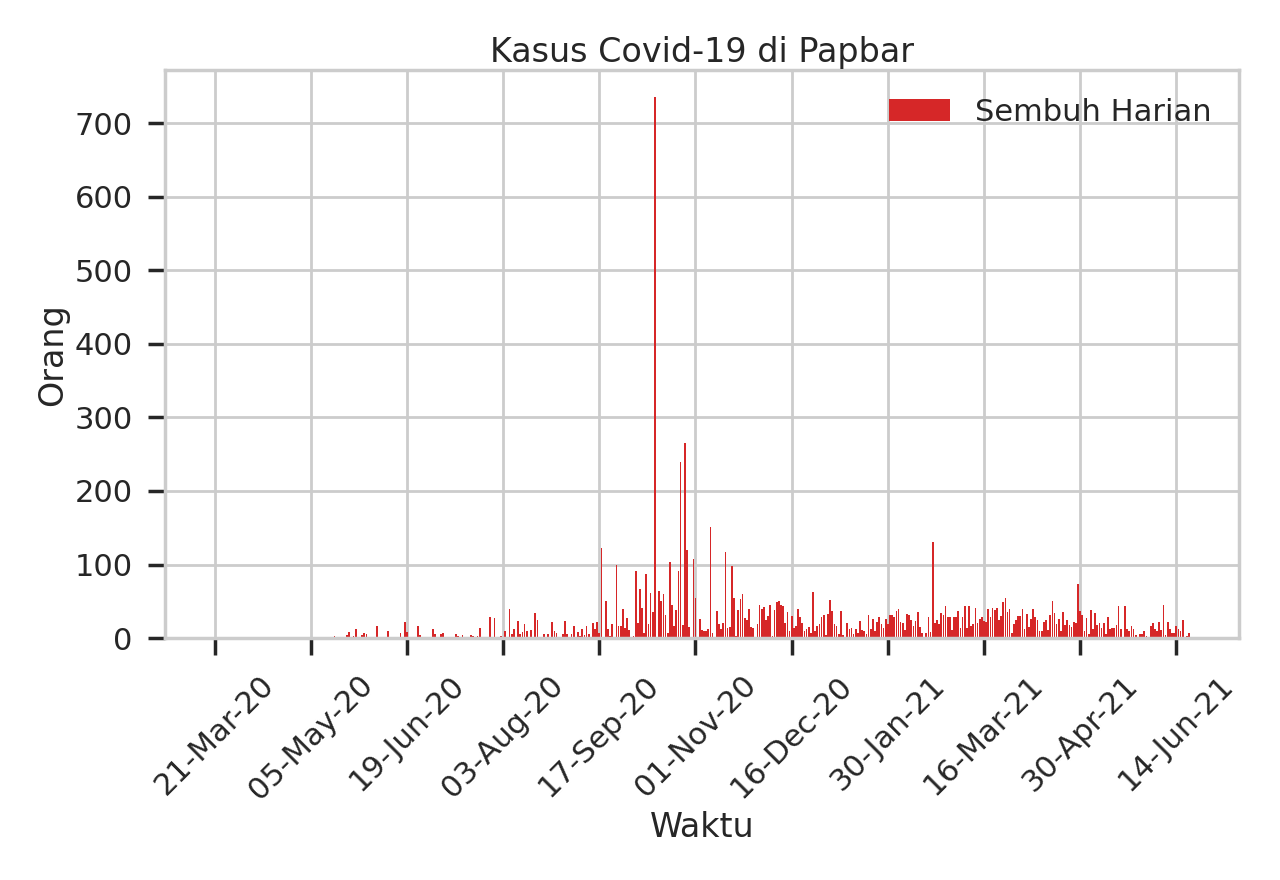 Kasus Covid-19 di Papbar
Sembuh Harian
Orang
700
600
500
400
300
200
100
0
21-Mar-20
05-May-20
19-Jun-20
03-Aug-20
17-Sep-20
01-Nov-20
16-Dec-20
30-Jan-21
16-Mar-21
30-Apr-21
14-Jun-21
Waktu